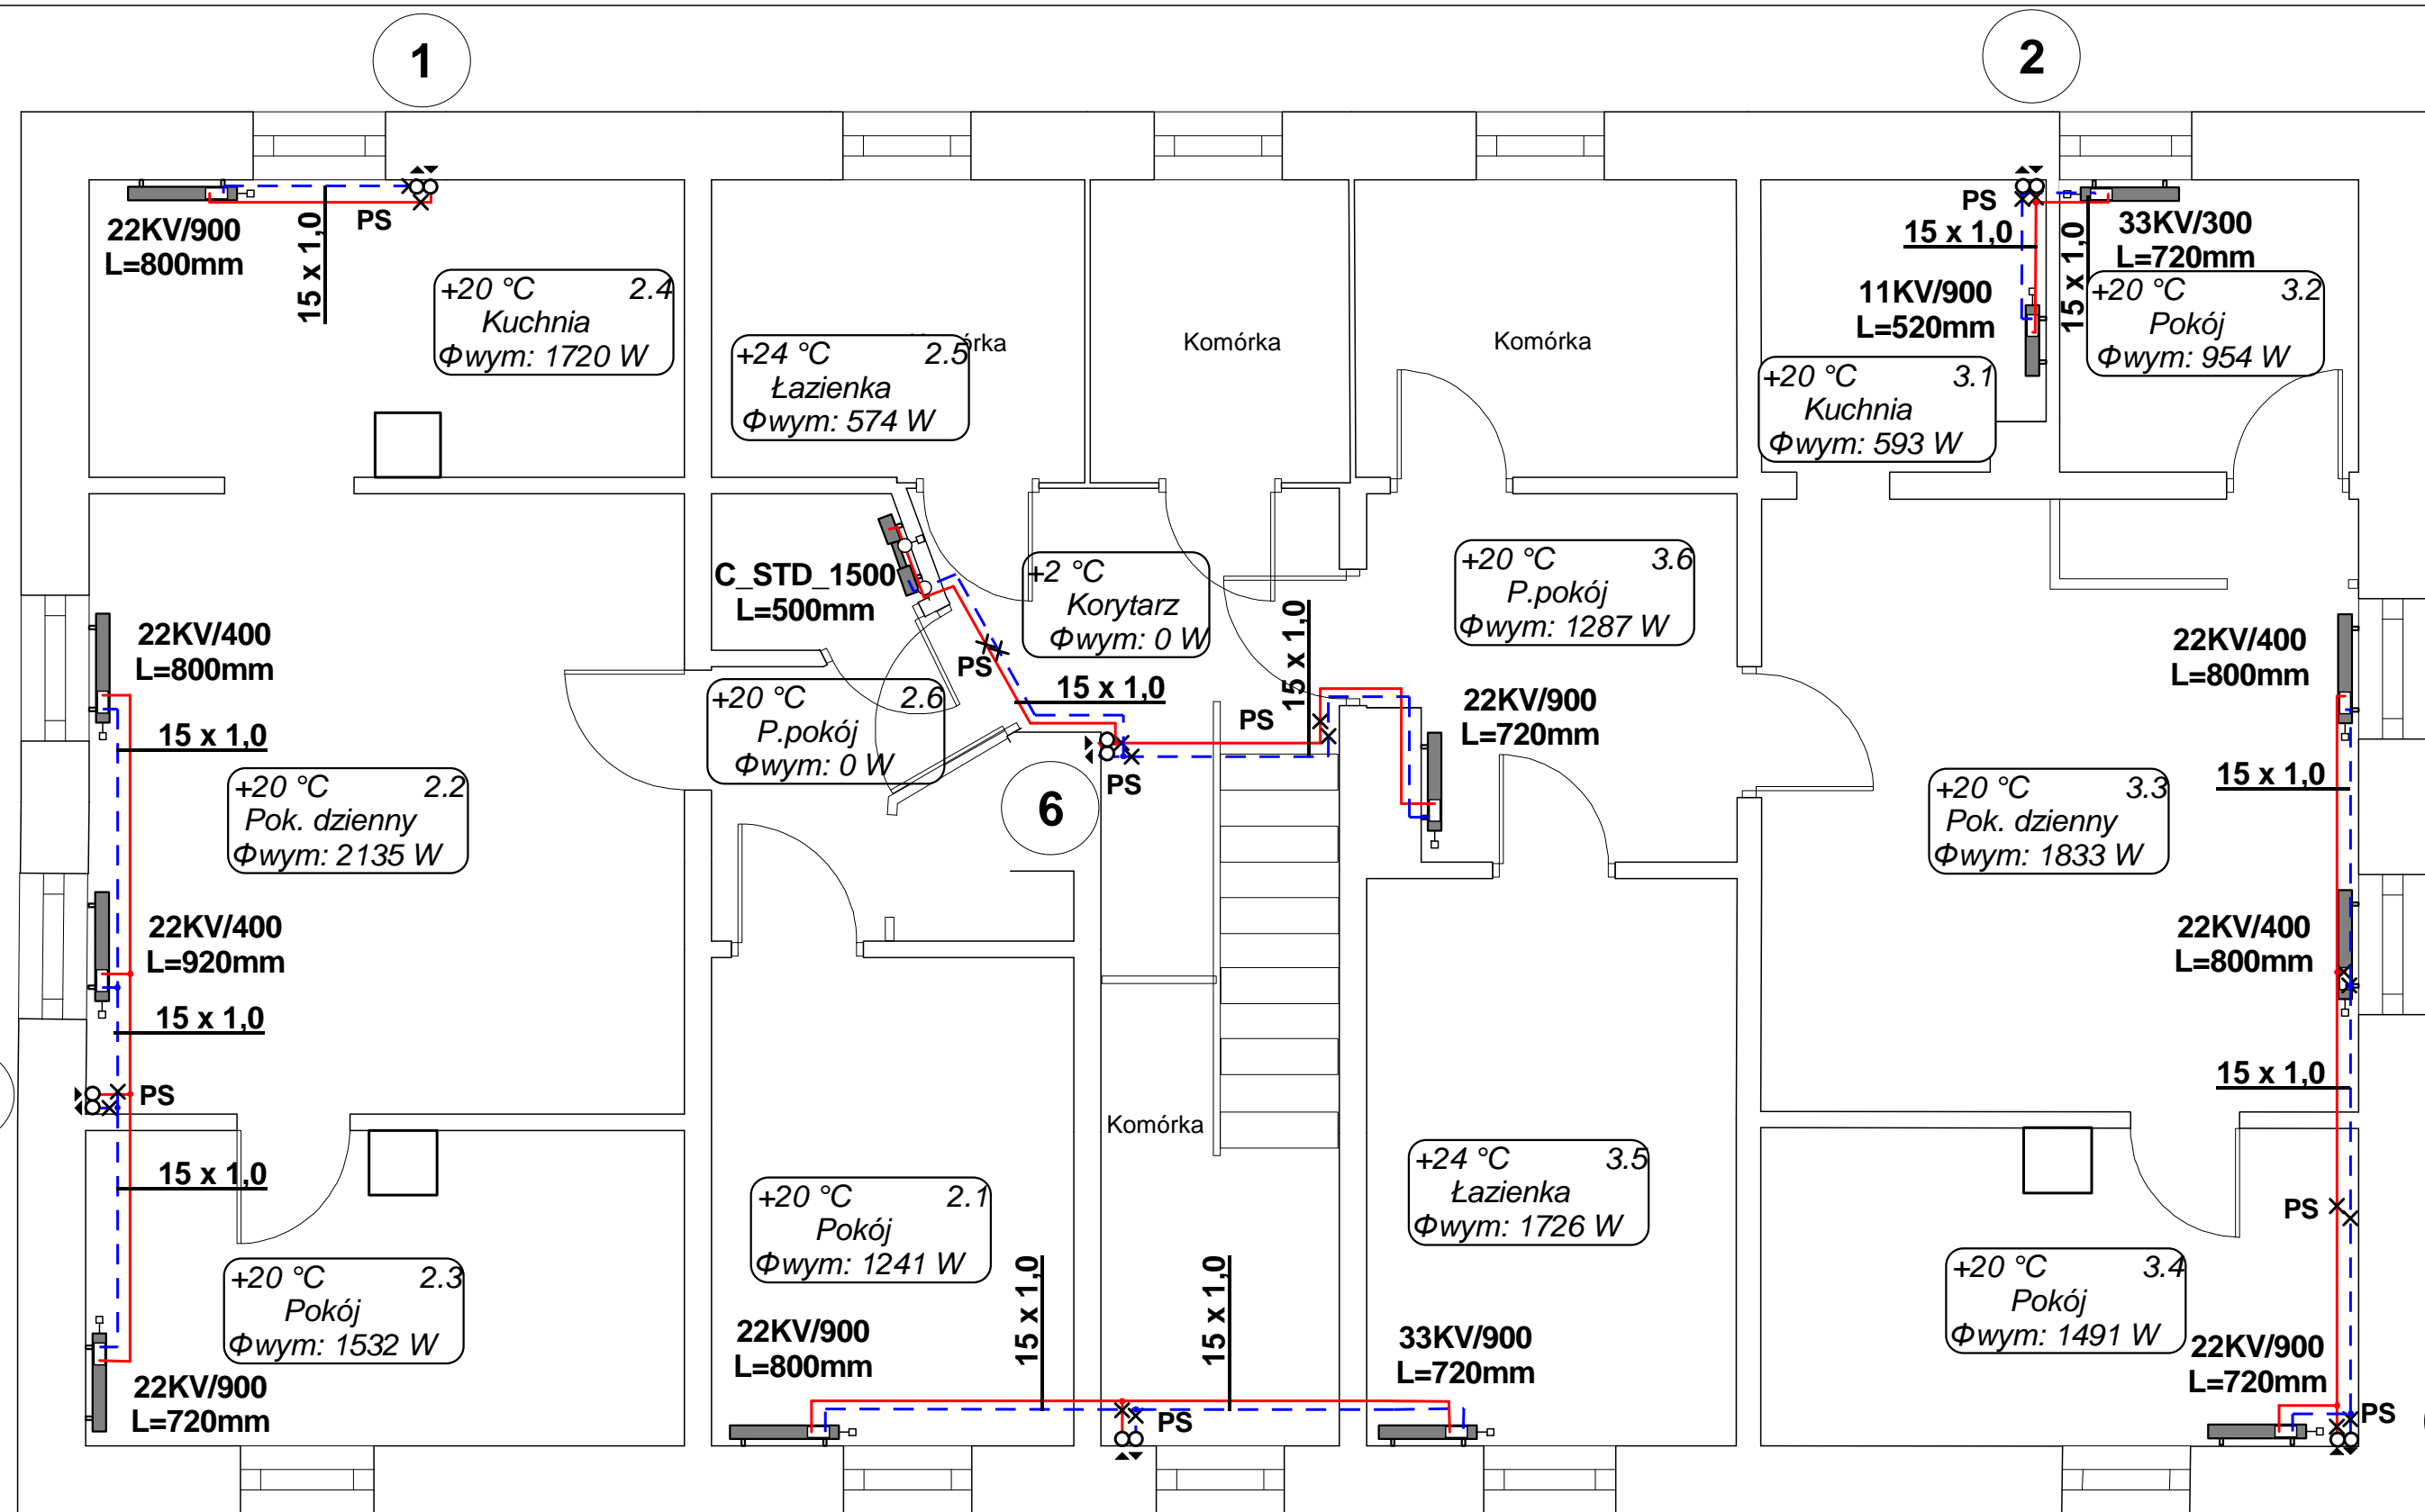 1
2
22KV/900
L=800mm
PS
15 x 1,0
+20 °C 2.4
Kuchnia
Φwym: 1720 W
+24 °C 2.5
Łazienka
Φwym: 574 W
Komórka
Komórka
PS
15 x 1,0
33KV/300
L=720mm
15 x 1,0
11KV/900
L=520mm
+20 °C 3.2
Pokój
Φwym: 954 W
+20 °C 3.1
Kuchnia
Φwym: 593 W
C_STD_1500
L=500mm
+2 °C
Korytarz
Φwym: 0 W
+20 °C 3.6
P.pokój
Φwym: 1287 W
22KV/400
L=800mm
15 x 1,0
PS
15 x 1,0
15 x 1,0
PS
22KV/900
L=720mm
22KV/400
L=800mm
+20 °C 2.6
P.pokój
Φwym: 0 W
PS
6
+20 °C 2.2
Pok. dzienny
Φwym: 2135 W
15 x 1,0
+20 °C 3.3
Pok. dzienny
Φwym: 1833 W
22KV/400
L=920mm
15 x 1,0
22KV/400
L=800mm
15 x 1,0
PS
Komórka
15 x 1,0
+20 °C 2.1
Pokój
Φwym: 1241 W
+24 °C 3.5
Łazienka
Φwym: 1726 W
PS
+20 °C 2.3
Pokój
Φwym: 1532 W
+20 °C 3.4
Pokój
Φwym: 1491 W
15 x 1,0
15 x 1,0
22KV/900
L=720mm
22KV/900
L=800mm
33KV/900
L=720mm
22KV/900
L=720mm
PS
PS